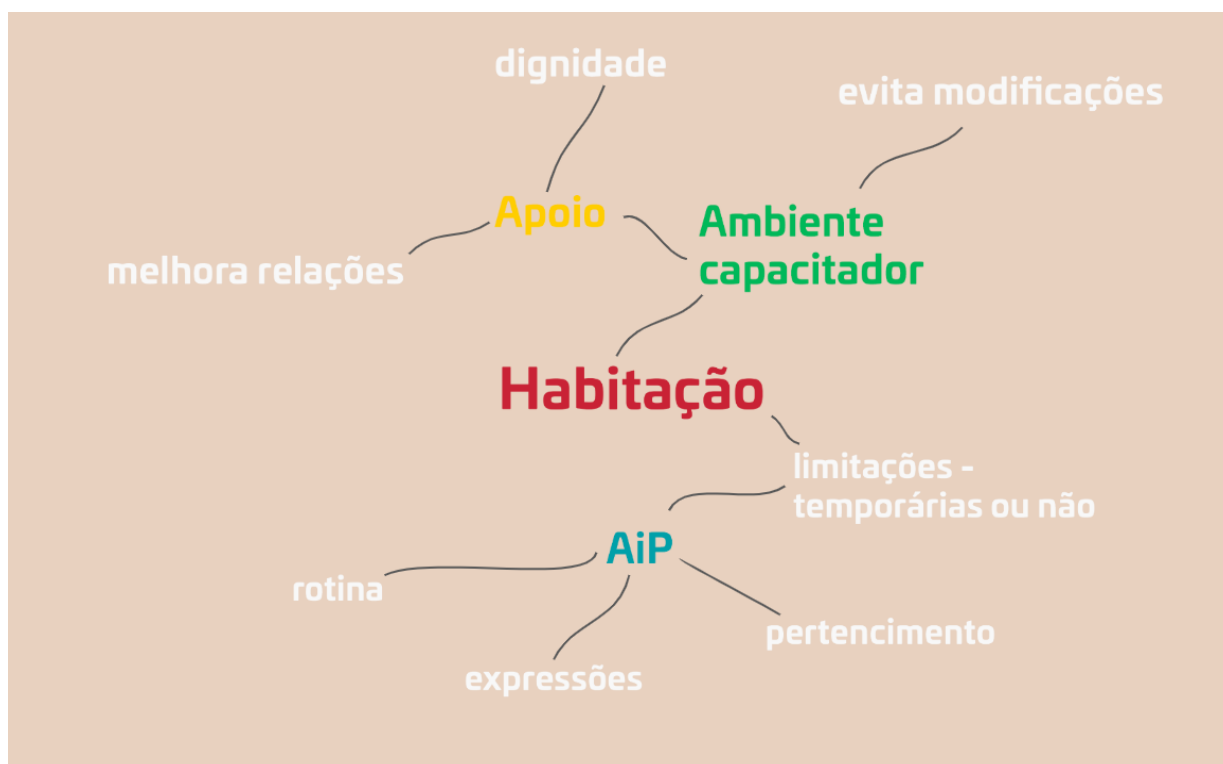 dignidade
evita modificações
Apoio
Ambiente
capacitador
melhora relações
Habitação
limitações -
temporárias ou não
AiP
rotina
pertencimento
expressões